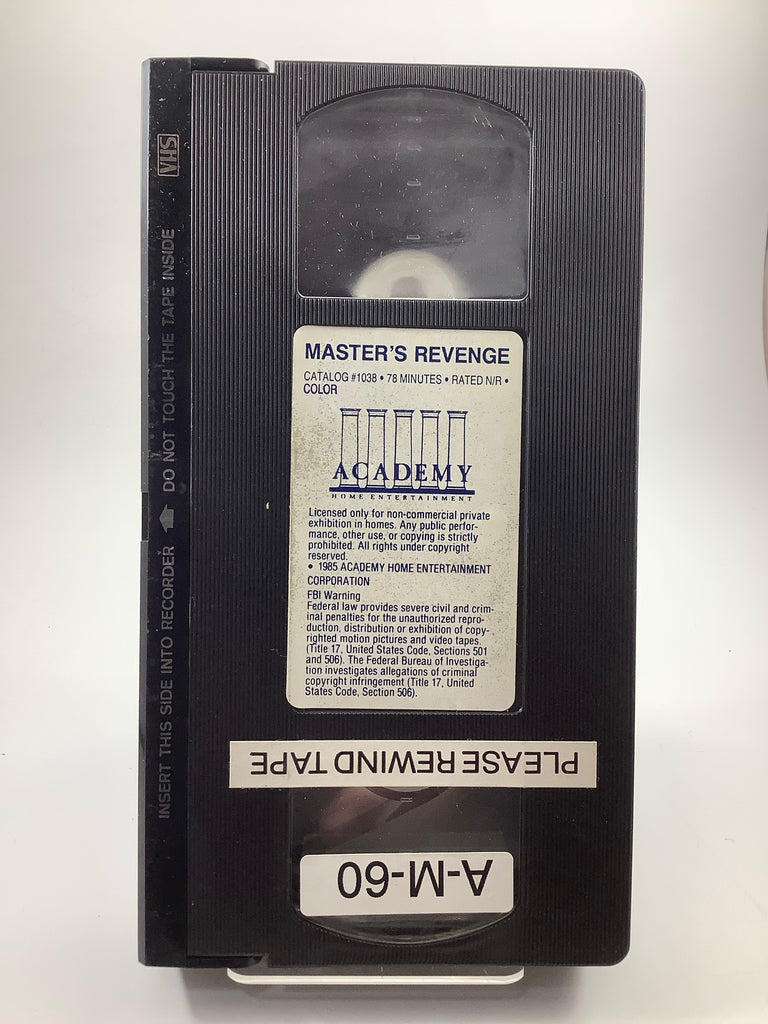 VHS
INSERT THIS SIDE INTO RECORDER DO NOT TOUCH THE TAPE INSIDE
MASTER'S REVENGE
CATALOG #1038 • 78 MINUTES • RATED N/R •
COLOR
ACADEMY
HOME ENTERTAINMENT
Licensed only for non-commercial private
exhibition in homes. Any public perfor-
mance, other use, or copying is strictly
prohibited. All rights under copyright
reserved.
• 1985 ACADEMY HOME ENTERTAINMENT
CORPORATION
FBI Warning
Federal law provides severe civil and crim-
inal penalties for the unauthorized repro-
duction, distribution or exhibition of copy-
righted motion pictures and video tapes.
(Title 17, United States Code, Sections 501
and 506). The Federal Bureau of Investiga-
tion investigates allegations of criminal
copyright infringement (Title 17, United
States Code, Section 506).
PLEASE REWIND TAPE
A-M-60